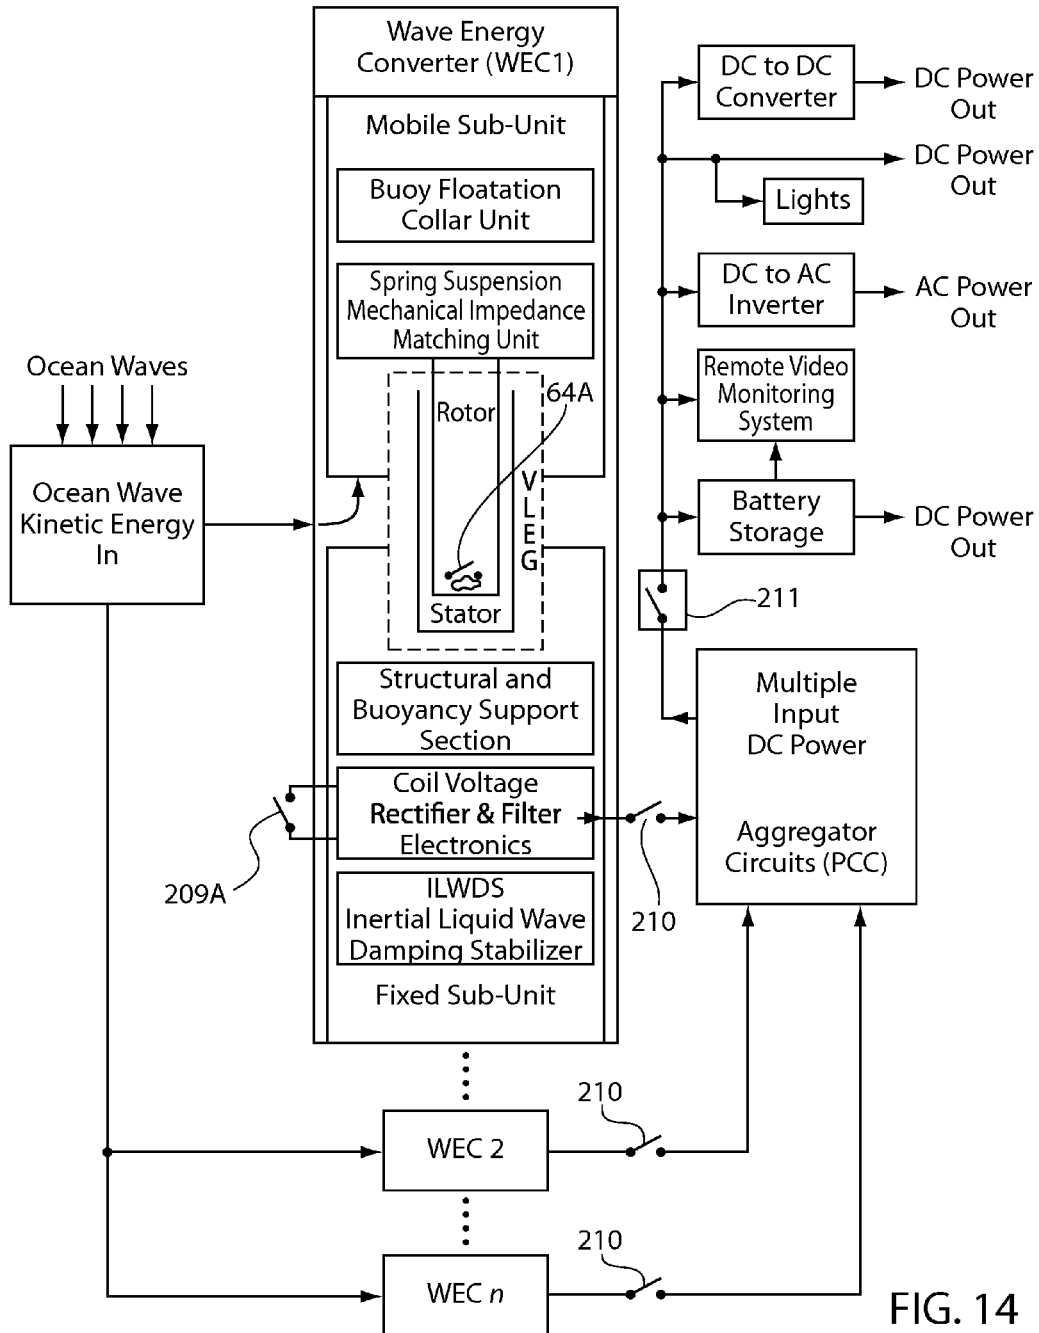 Wave Energy
Converter (WEC1)
Mobile Sub-Unit
Buoy Floatation
Collar Unit
Spring Suspension
Mechanical Impedance
Matching Unit
Rotor
64A
VLEG
Stator
Ocean Waves
Ocean Wave
Kinetic Energy
In
Structural and
Buoyancy Support
Section
Coil Voltage
Rectifier & Filter
Electronics
209A
ILWDS
Inertial Liquid Wave
Damping Stabilizer
Fixed Sub-Unit
DC to DC
Converter
DC Power
Out
DC Power
Out
Lights
DC to AC
Inverter
AC Power
Out
Remote Video
Monitoring
System
Battery
Storage
DC Power
Out
211
Multiple
Input
DC Power
Aggregator
Circuits (PCC)
210
WEC 2
210
WEC n
210
FIG. 14